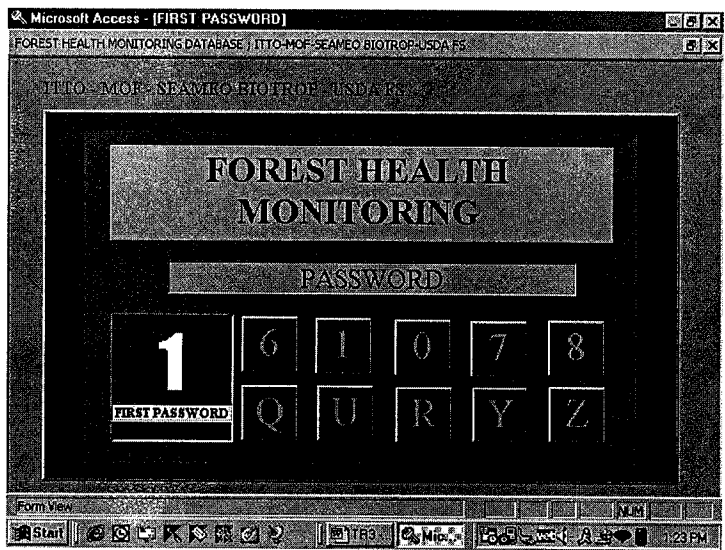 Microsoft Access - [FIRST PASSWORD]
FOREST HEALTH MONITORING DATABASE / ITTO-MOF-SEAMEO BIOTROP-USDA FS
ITTO - MOF - SEAMEO BIOTROP - USDA FS
FOREST HEALTH
MONITORING
PASSWORD
1
FIRST PASSWORD
6 1 0 7 8
Q U R Y Z
Form View
NUM
Start
TR3...
1:23 PM